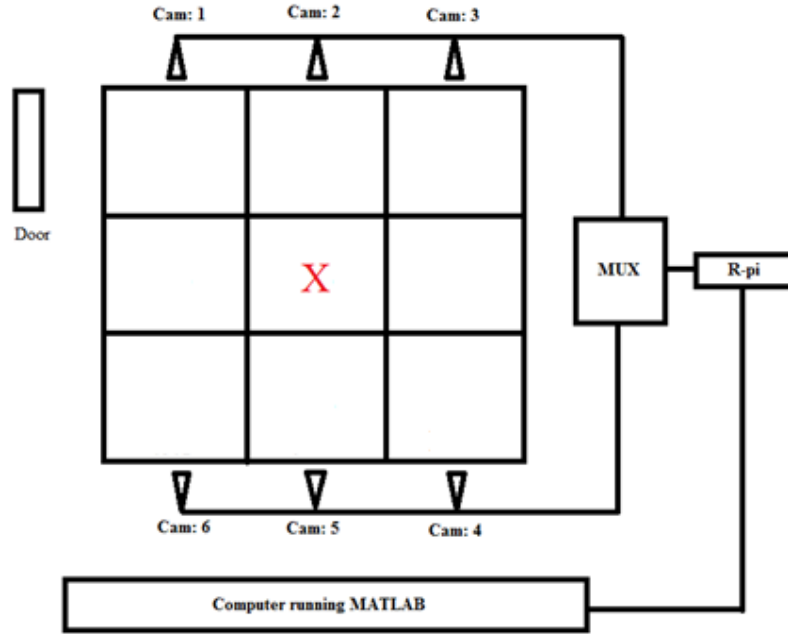 Cam: 1
Cam: 2
Cam: 3
Door
X
MUX
R-pi
Cam: 6
Cam: 5
Cam: 4
Computer running MATLAB